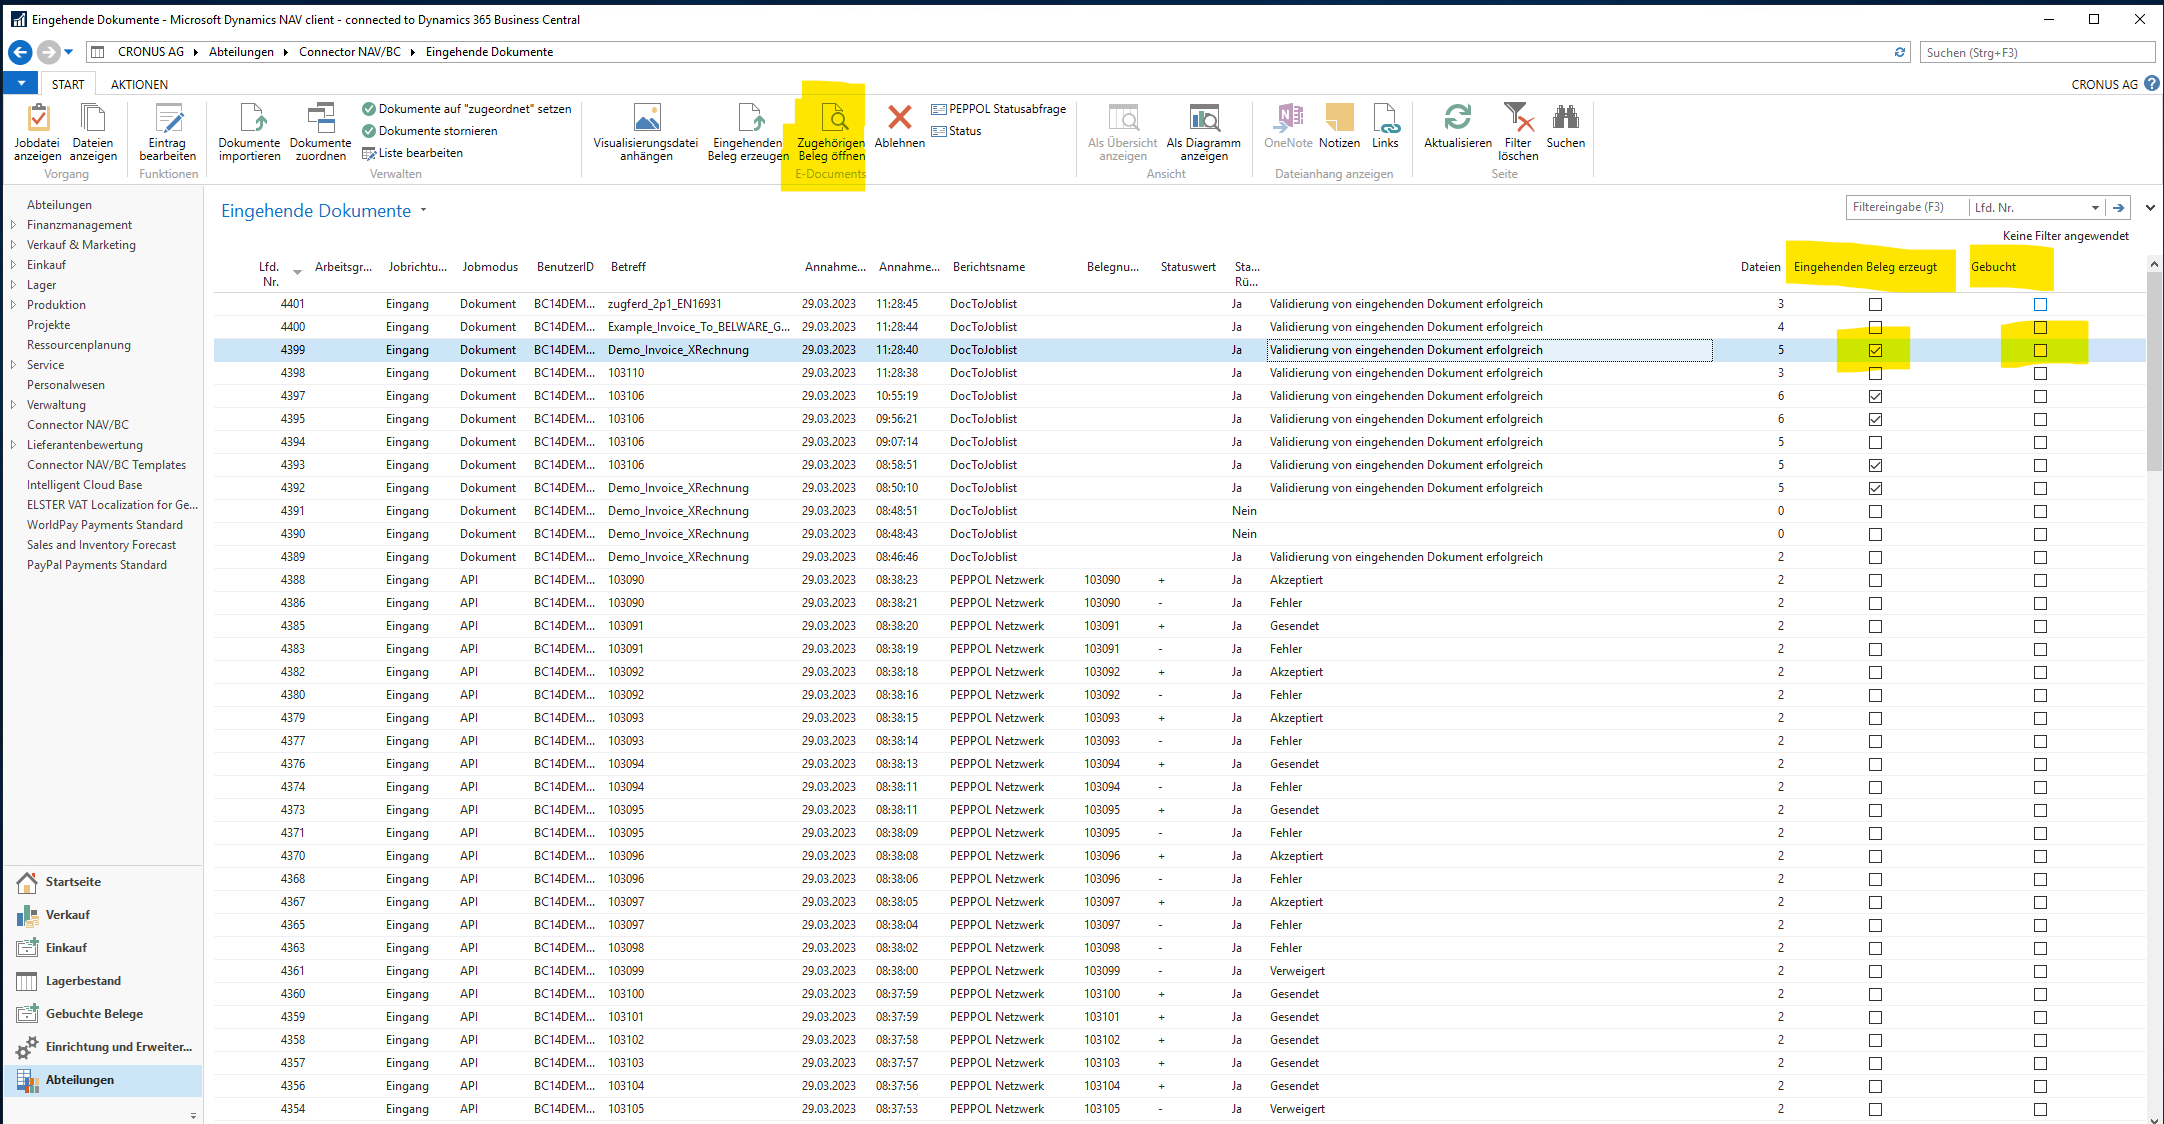 Eingehende Dokumente - Microsoft Dynamics NAV client - connected to Dynamics 365 Business Central
CRONUS AG Abteilungen Connector NAV/BC Eingehende Dokumente
Suchen (Strg+F3)
START AKTIONEN
CRONUS AG
Jobdatei anzeigen
Dateien anzeigen
Vorgang
Eintrag bearbeiten
Funktionen
Dokumente importieren
Dokumente zuordnen
Dokumente auf "zugeordnet" setzen
Dokumente stornieren
Liste bearbeiten
Verwalten
Visualisierungsdatei anhängen
Eingehenden Beleg erzeugen
Zugehörigen Beleg öffnen
Ablehnen
PEPPOL Statusabfrage
Status
E-Documents
Als Übersicht anzeigen
Als Diagramm anzeigen
Ansicht
OneNote
Notizen
Links
Dateianhang anzeigen
Aktualisieren
Filter löschen
Suchen
Seite
Abteilungen
Finanzmanagement
Verkauf & Marketing
Einkauf
Lager
Produktion
Projekte
Ressourcenplanung
Service
Personalwesen
Verwaltung
Connector NAV/BC
Lieferantenbewertung
Connector NAV/BC Templates
Intelligent Cloud Base
ELSTER VAT Localization for Ge...
WorldPay Payments Standard
Sales and Inventory Forecast
PayPal Payments Standard
Startseite
Verkauf
Einkauf
Lagerbestand
Gebuchte Belege
Einrichtung und Erweiter...
Abteilungen
Eingehende Dokumente
Filtereingabe (F3) Lfd. Nr.
Keine Filter angewendet
Lfd. Nr. Arbeitsgr... Jobrichtu... Jobmodus BenutzerID Betreff Annahme... Annahme... Berichtsname Belegnu... Statuswert Sta... Rü... Dateien Eingehenden Beleg erzeugt Gebucht
4401 Eingang Dokument BC14DEM... zugferd_2p1_EN16931 29.03.2023 11:28:45 DocToJoblist Ja Validierung von eingehenden Dokument erfolgreich 3
4400 Eingang Dokument BC14DEM... Example_Invoice_To_BELWARE_G... 29.03.2023 11:28:44 DocToJoblist Ja Validierung von eingehenden Dokument erfolgreich 4
4399 Eingang Dokument BC14DEM... Demo_Invoice_XRechnung 29.03.2023 11:28:40 DocToJoblist Ja Validierung von eingehenden Dokument erfolgreich 5
4398 Eingang Dokument BC14DEM... 103110 29.03.2023 11:28:38 DocToJoblist Ja Validierung von eingehenden Dokument erfolgreich 3
4397 Eingang Dokument BC14DEM... 103106 29.03.2023 10:55:19 DocToJoblist Ja Validierung von eingehenden Dokument erfolgreich 6
4395 Eingang Dokument BC14DEM... 103106 29.03.2023 09:56:21 DocToJoblist Ja Validierung von eingehenden Dokument erfolgreich 6
4394 Eingang Dokument BC14DEM... 103106 29.03.2023 09:07:14 DocToJoblist Ja Validierung von eingehenden Dokument erfolgreich 5
4393 Eingang Dokument BC14DEM... 103106 29.03.2023 08:58:51 DocToJoblist Ja Validierung von eingehenden Dokument erfolgreich 5
4392 Eingang Dokument BC14DEM... Demo_Invoice_XRechnung 29.03.2023 08:50:10 DocToJoblist Ja Validierung von eingehenden Dokument erfolgreich 5
4391 Eingang Dokument BC14DEM... Demo_Invoice_XRechnung 29.03.2023 08:48:51 DocToJoblist Nein 0
4390 Eingang Dokument BC14DEM... Demo_Invoice_XRechnung 29.03.2023 08:48:43 DocToJoblist Nein 0
4389 Eingang Dokument BC14DEM... Demo_Invoice_XRechnung 29.03.2023 08:46:46 DocToJoblist Ja Validierung von eingehenden Dokument erfolgreich 2
4388 Eingang API BC14DEM... 103090 29.03.2023 08:38:23 PEPPOL Netzwerk 103090 + Ja Akzeptiert 2
4386 Eingang API BC14DEM... 103090 29.03.2023 08:38:21 PEPPOL Netzwerk 103090 - Ja Fehler 2
4385 Eingang API BC14DEM... 103091 29.03.2023 08:38:20 PEPPOL Netzwerk 103091 + Ja Gesendet 2
4383 Eingang API BC14DEM... 103091 29.03.2023 08:38:19 PEPPOL Netzwerk 103091 - Ja Fehler 2
4382 Eingang API BC14DEM... 103092 29.03.2023 08:38:18 PEPPOL Netzwerk 103092 + Ja Akzeptiert 2
4380 Eingang API BC14DEM... 103092 29.03.2023 08:38:16 PEPPOL Netzwerk 103092 - Ja Fehler 2
4379 Eingang API BC14DEM... 103093 29.03.2023 08:38:15 PEPPOL Netzwerk 103093 + Ja Akzeptiert 2
4377 Eingang API BC14DEM... 103093 29.03.2023 08:38:14 PEPPOL Netzwerk 103093 - Ja Fehler 2
4376 Eingang API BC14DEM... 103094 29.03.2023 08:38:13 PEPPOL Netzwerk 103094 + Ja Gesendet 2
4374 Eingang API BC14DEM... 103094 29.03.2023 08:38:11 PEPPOL Netzwerk 103094 - Ja Fehler 2
4373 Eingang API BC14DEM... 103095 29.03.2023 08:38:11 PEPPOL Netzwerk 103095 + Ja Gesendet 2
4371 Eingang API BC14DEM... 103095 29.03.2023 08:38:09 PEPPOL Netzwerk 103095 - Ja Fehler 2
4370 Eingang API BC14DEM... 103096 29.03.2023 08:38:08 PEPPOL Netzwerk 103096 + Ja Akzeptiert 2
4368 Eingang API BC14DEM... 103096 29.03.2023 08:38:06 PEPPOL Netzwerk 103096 - Ja Fehler 2
4367 Eingang API BC14DEM... 103097 29.03.2023 08:38:05 PEPPOL Netzwerk 103097 + Ja Akzeptiert 2
4365 Eingang API BC14DEM... 103097 29.03.2023 08:38:04 PEPPOL Netzwerk 103097 - Ja Fehler 2
4363 Eingang API BC14DEM... 103098 29.03.2023 08:38:02 PEPPOL Netzwerk 103098 - Ja Fehler 2
4361 Eingang API BC14DEM... 103099 29.03.2023 08:38:00 PEPPOL Netzwerk 103099 - Ja Verweigert 2
4360 Eingang API BC14DEM... 103100 29.03.2023 08:37:59 PEPPOL Netzwerk 103100 + Ja Gesendet 2
4359 Eingang API BC14DEM... 103101 29.03.2023 08:37:59 PEPPOL Netzwerk 103101 + Ja Gesendet 2
4358 Eingang API BC14DEM... 103102 29.03.2023 08:37:58 PEPPOL Netzwerk 103102 + Ja Gesendet 2
4357 Eingang API BC14DEM... 103103 29.03.2023 08:37:57 PEPPOL Netzwerk 103103 + Ja Gesendet 2
4356 Eingang API BC14DEM... 103104 29.03.2023 08:37:56 PEPPOL Netzwerk 103104 + Ja Gesendet 2
4354 Eingang API BC14DEM... 103105 29.03.2023 08:37:53 PEPPOL Netzwerk 103105 - Ja Verweigert 2